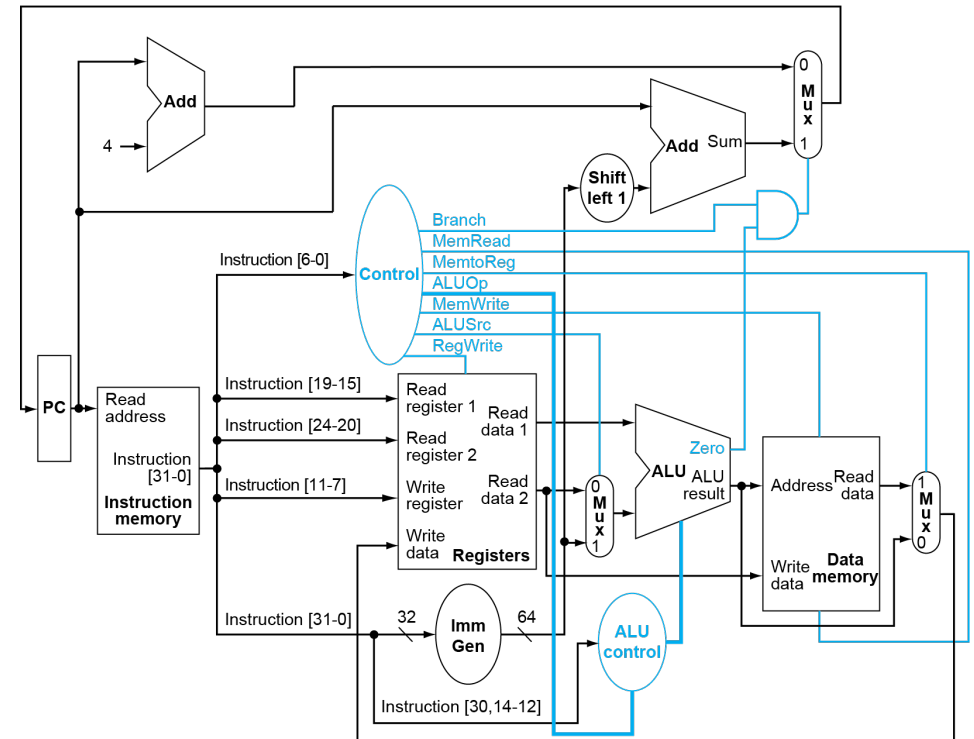 0
M
u
x
1
Add
4
Add Sum
Shift
left 1
Branch
MemRead
MemtoReg
ALUOp
MemWrite
ALUSrc
RegWrite
Control
Instruction [6-0]
Instruction [19-15]
Instruction [24-20]
Instruction [11-7]
Instruction [31-0]
PC
Read
address
Instruction
[31-0]
Instruction
memory
Read
register 1
Read
register 2
Write
register
Write
data
Read
data 1
Read
data 2
Registers
0
M
u
x
1
Zero
ALU
ALU
result
Address
Read
data
Write
data
Data
memory
1
M
u
x
0
32
Imm
Gen
64
ALU
control
Instruction [30,14-12]